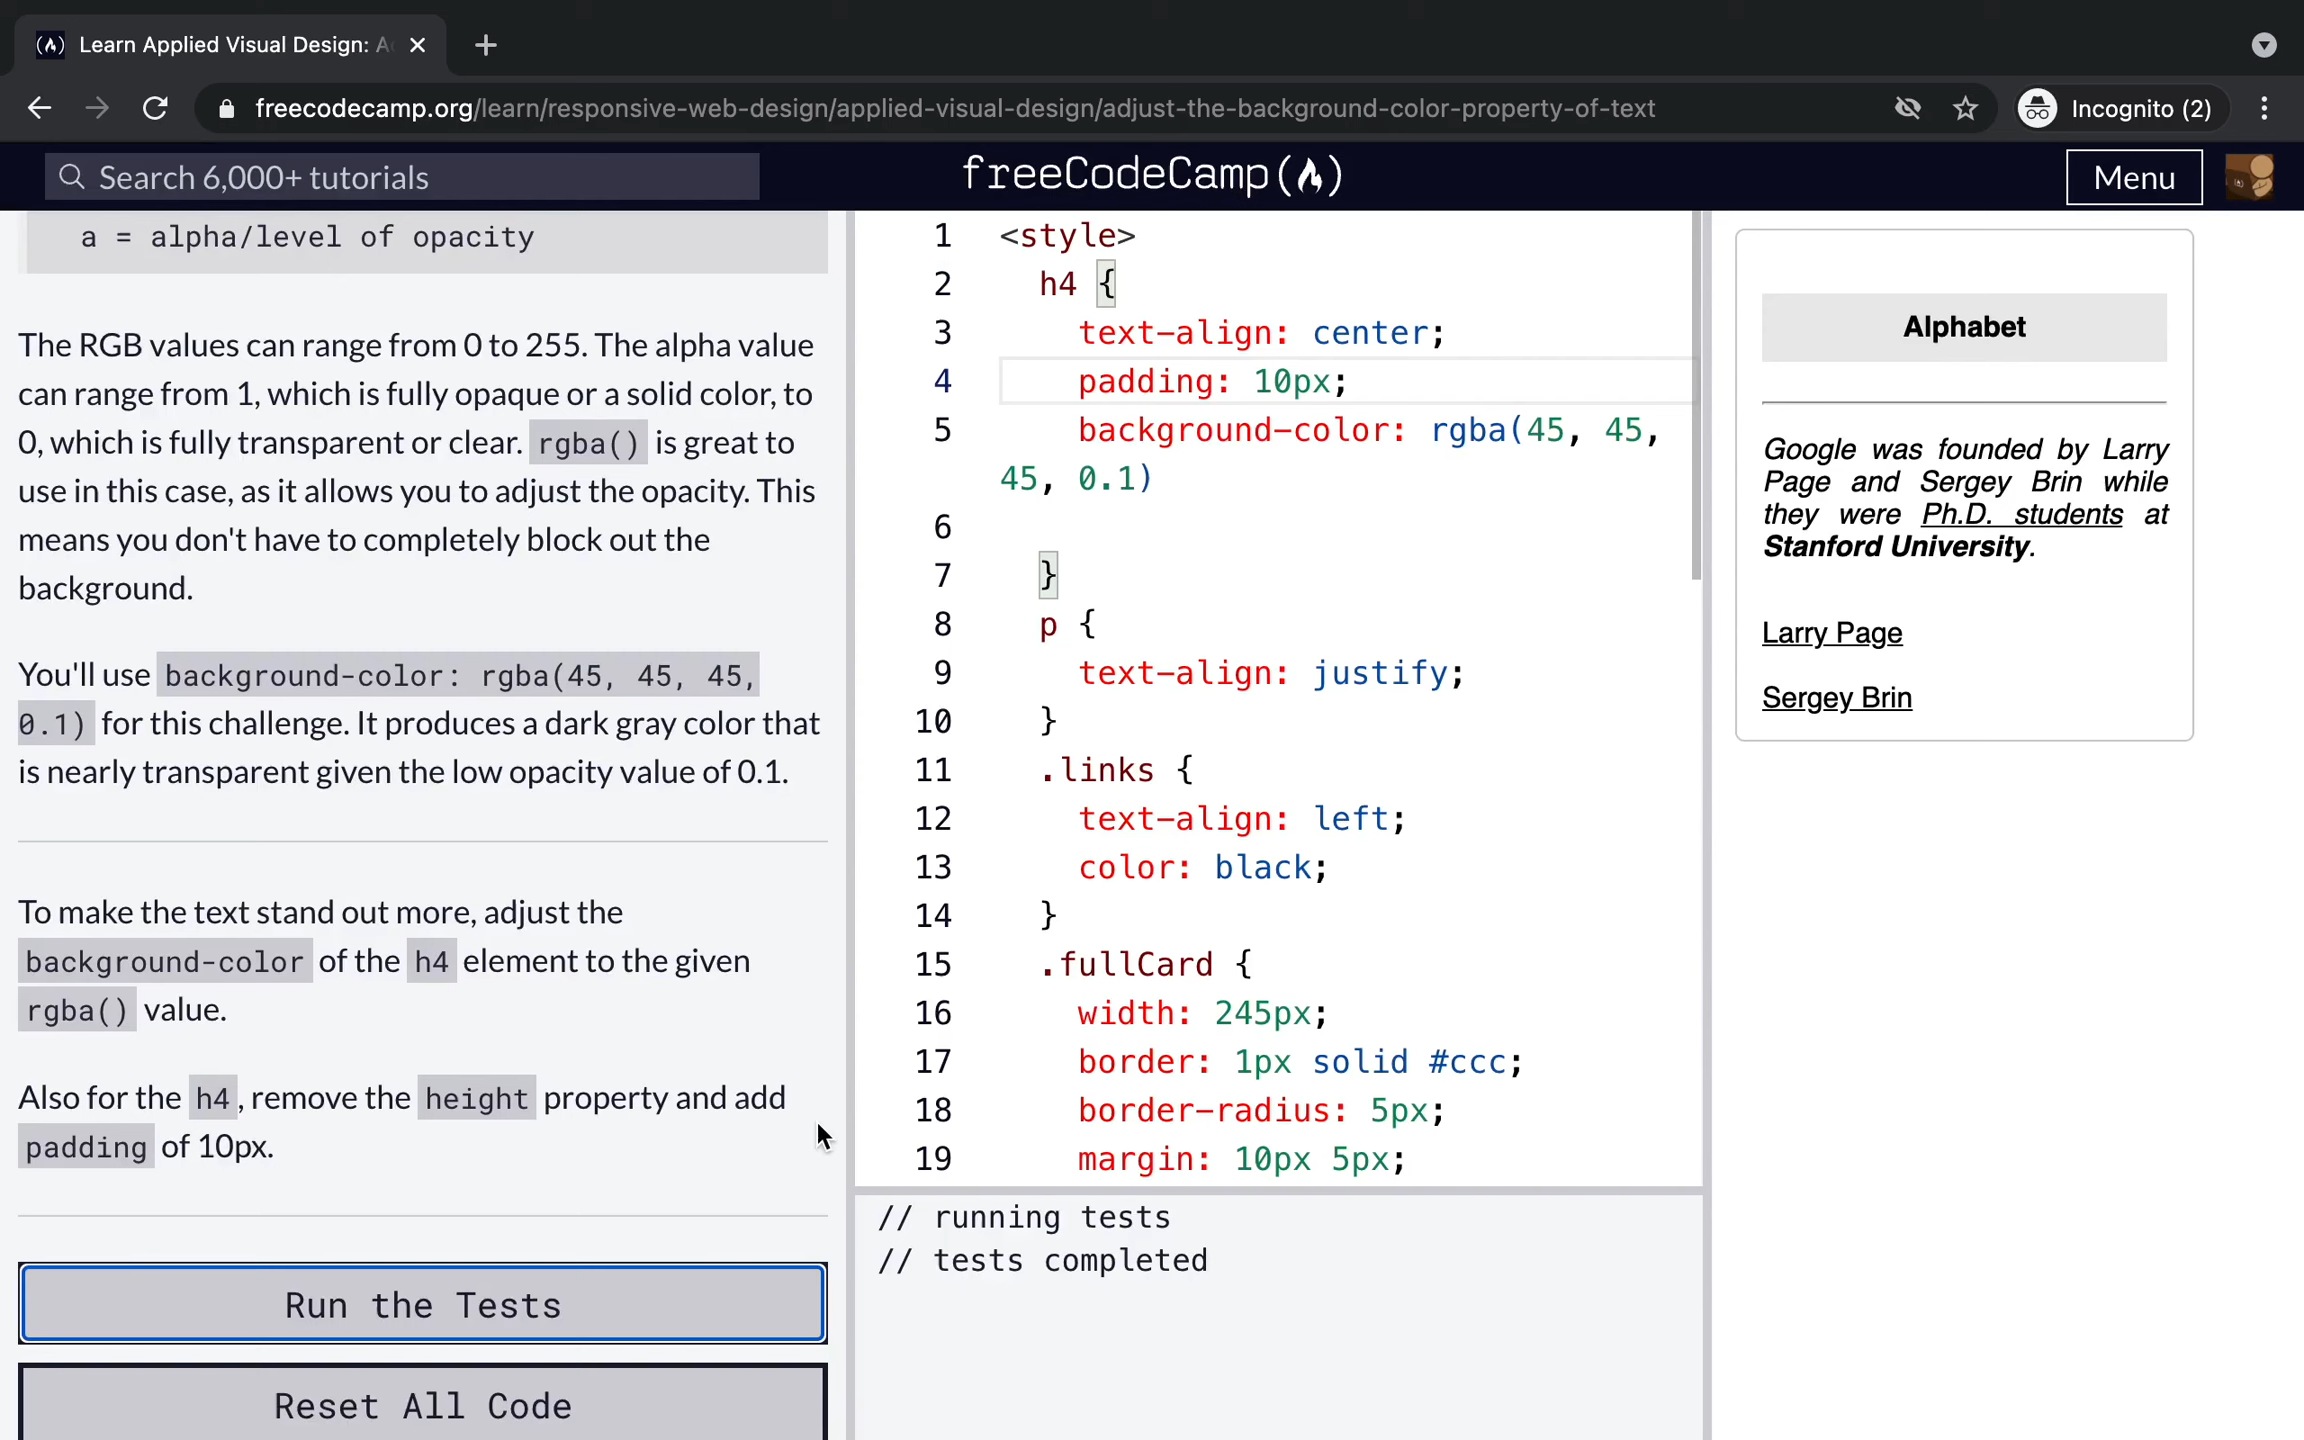 Learn Applied Visual Design: A
freecodecamp.org/learn/responsive-web-design/applied-visual-design/adjust-the-background-color-property-of-text
Incognito (2)
Search 6,000+ tutorials
freeCodeCamp
Menu
a = alpha/level of opacity
The RGB values can range from 0 to 255. The alpha value
can range from 1, which is fully opaque or a solid color, to
0, which is fully transparent or clear. rgba() is great to
use in this case, as it allows you to adjust the opacity. This
means you don't have to completely block out the
background.
You'll use background-color: rgba(45, 45, 45,
0.1) for this challenge. It produces a dark gray color that
is nearly transparent given the low opacity value of 0.1.
To make the text stand out more, adjust the
background-color of the h4 element to the given
rgba() value.
Also for the h4, remove the height property and add
padding of 10px.
Run the Tests
Reset All Code
1 <style>
2 h4 {
3 text-align: center;
4 padding: 10px;
5 background-color: rgba(45, 45,
45, 0.1)
6
7 }
8 p {
9 text-align: justify;
10 }
11 .links {
12 text-align: left;
13 color: black;
14 }
15 .fullCard {
16 width: 245px;
17 border: 1px solid #ccc;
18 border-radius: 5px;
19 margin: 10px 5px;
// running tests
// tests completed
Alphabet
Google was founded by Larry
Page and Sergey Brin while
they were Ph.D. students at
Stanford University.
Larry Page
Sergey Brin